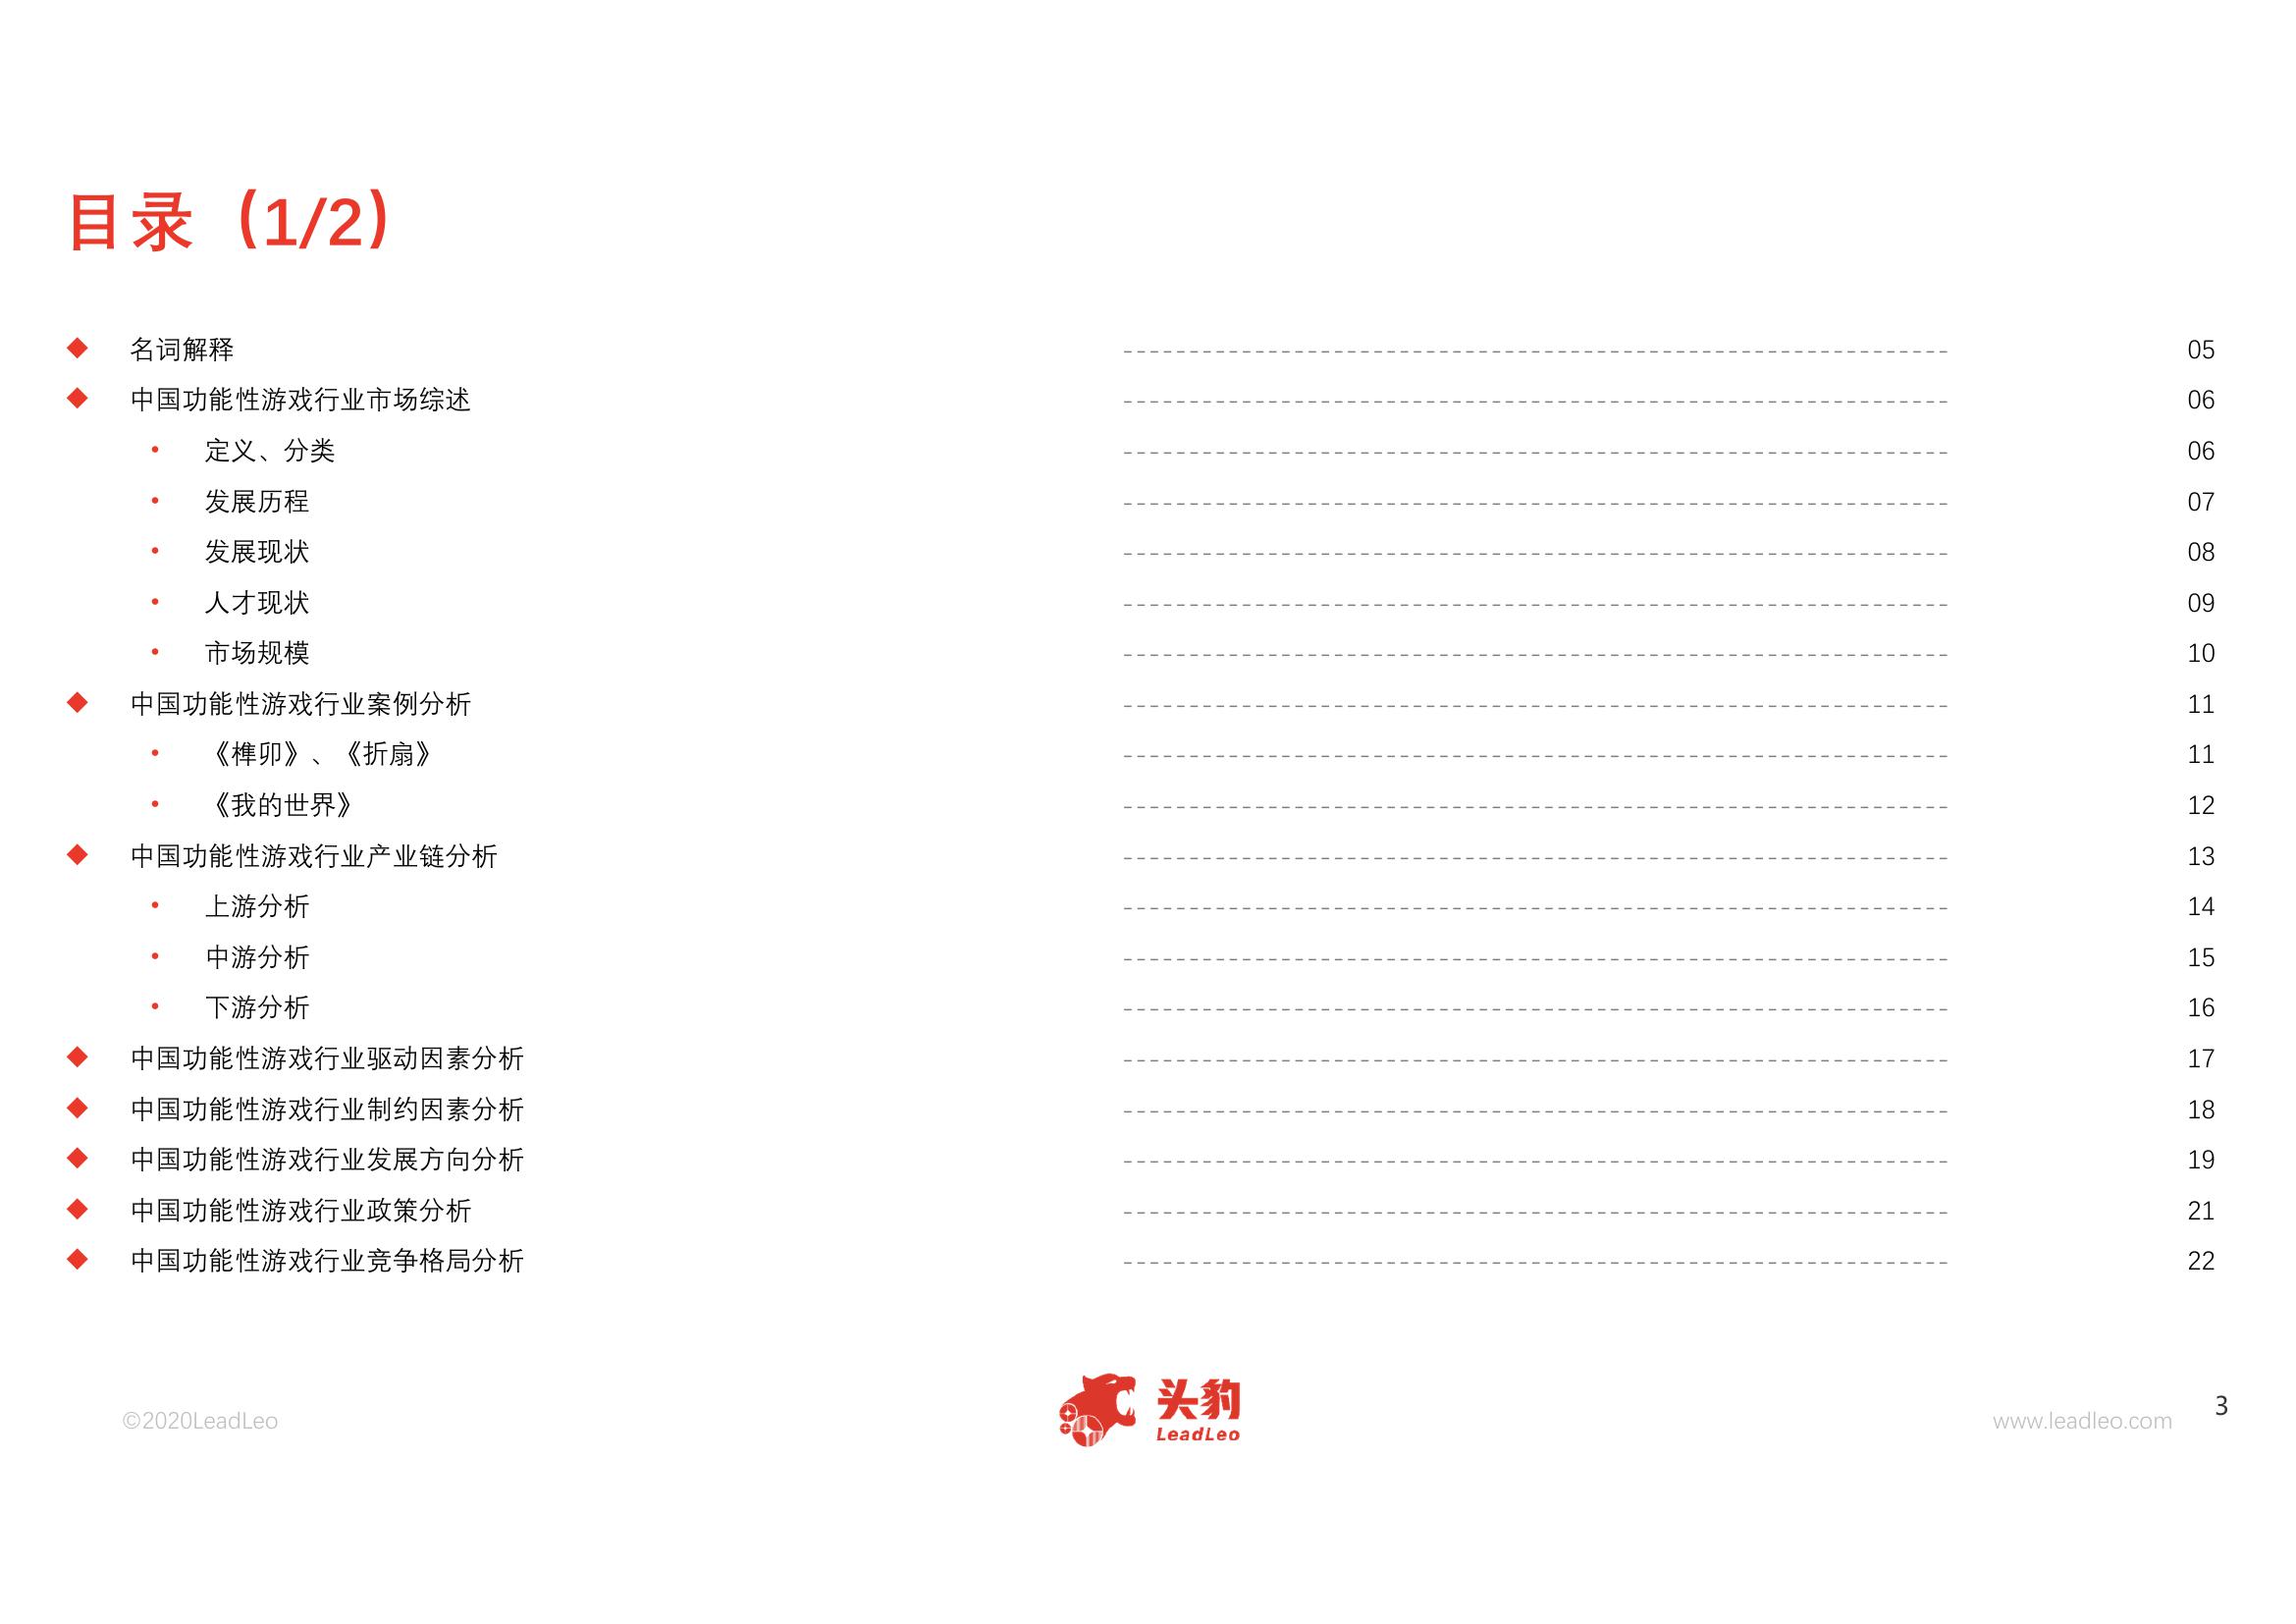 目录（1/2）
名词解释 05
中国功能性游戏行业市场综述 06
定义、分类 06
发展历程 07
发展现状 08
人才现状 09
市场规模 10
中国功能性游戏行业案例分析 11
《榫卯》、《折扇》 11
《我的世界》 12
中国功能性游戏行业产业链分析 13
上游分析 14
中游分析 15
下游分析 16
中国功能性游戏行业驱动因素分析 17
中国功能性游戏行业制约因素分析 18
中国功能性游戏行业发展方向分析 19
中国功能性游戏行业政策分析 21
中国功能性游戏行业竞争格局分析 22
©2020LeadLeo
头豹
LeadLeo
www.leadleo.com
3